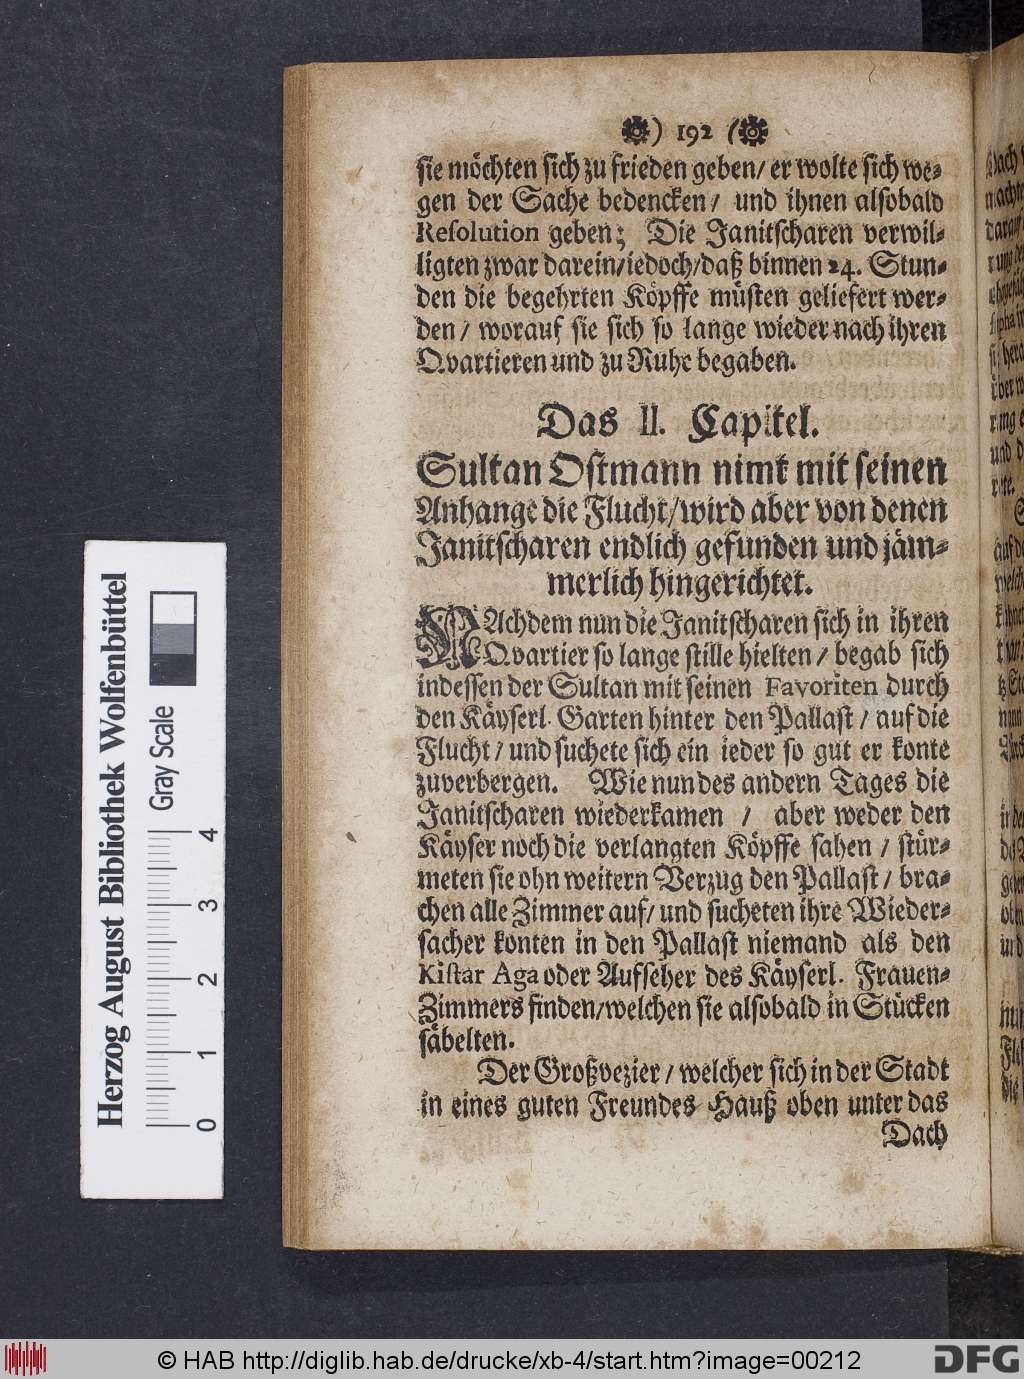 ) 192 (
sie möchten sich zu frieden geben/ er wolte sich we-
gen der Sache bedencken/ und ihnen alsobald
Resolution geben; Die Janitscharen verwil-
ligten zwar darein/iedoch/daß binnen 24. Stun-
den die begehrten Köpffe müsten geliefert wer-
den/ worauf sie sich so lange wieder nach ihren
Qvartieren und zu Ruhe begaben.
Das II. Capitel.
Sultan Ostmann nimt mit seinen
Anhange die Flucht/wird aber von denen
Janitscharen endlich gefunden und jäm-
merlich hingerichtet.
NAchdem nun die Janitscharen sich in ihren
Qvartier so lange stille hielten/ begab sich
indessen der Sultan mit seinen Favoriten durch
den Käyserl. Garten hinter den Pallast/ auf die
Flucht/ und suchete sich ein ieder so gut er konte
zuverbergen. Wie nun des andern Tages die
Janitscharen wiederkamen / aber weder den
Käyser noch die verlangten Köpffe sahen / stür-
meten sie ohn weitern Verzug den Pallast/ bra-
chen alle Zimmer auf/ und sucheten ihre Wieder-
sacher konten in den Pallast niemand als den
Kistar Aga oder Aufseher des Käyserl. Frauen-
Zimmers finden/welchen sie alsobald in Stücken
säbelten.
Der Großvezier/ welcher sich in der Stadt
in eines guten Freundes Hauß oben unter das
Dach
Herzog August Bibliothek Wolfenbüttel
Gray Scale
0 1 2 3 4
© HAB http://diglib.hab.de/drucke/xb-4/start.htm?image=00212
DFG